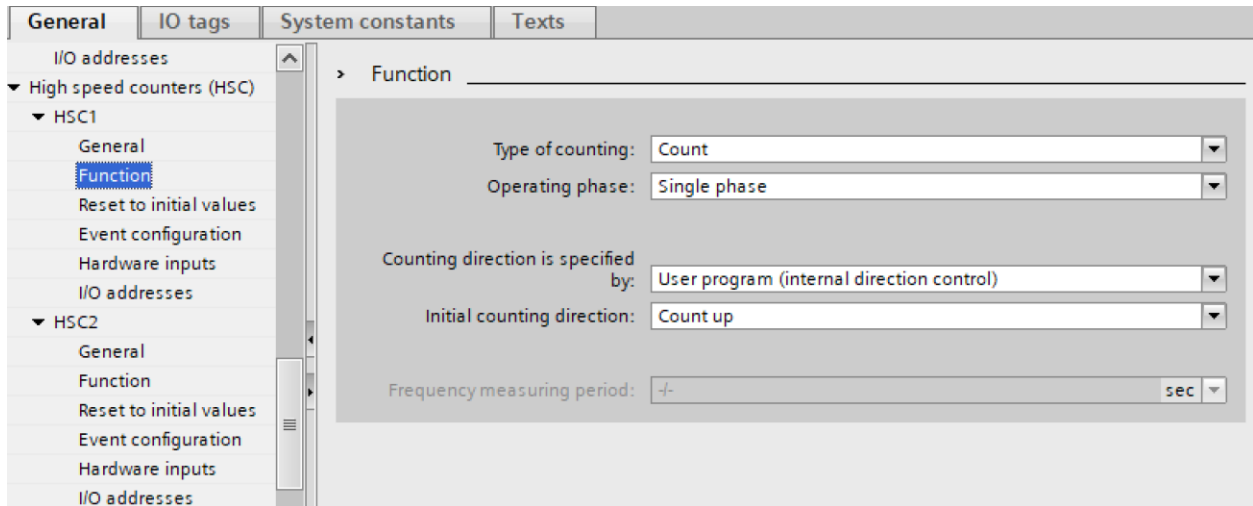 General
IO tags
System constants
Texts
I/O addresses
High speed counters (HSC)
HSC1
General
Function
Reset to initial values
Event configuration
Hardware inputs
I/O addresses
HSC2
General
Function
Reset to initial values
Event configuration
Hardware inputs
I/O addresses
Function
Type of counting: Count
Operating phase: Single phase
Counting direction is specified
by: User program (internal direction control)
Initial counting direction: Count up
Frequency measuring period: -/- sec